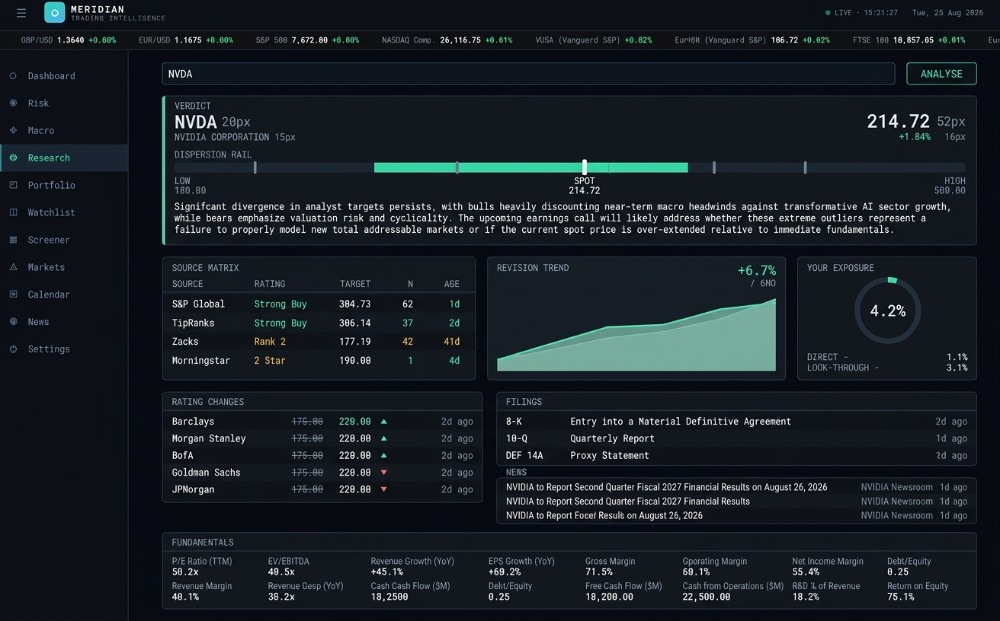 MERIDIAN
TRADINB 2NTELLIGENCE
LIVE · 15:21:27 Tue, 25 Aug 2026
GBP/USD 1.3640 +0.00% EUR/USD 1.1675 +0.00% S&P 500 7,672.00 +6.00% NASOAQ Comp. 26,116.75 +0.61% VUSA (Vanguard S&P) +0.02% (Vanguard S&P) 106.72 +0.02% FTSE 100 10,857.05 +0.01% Eur
Dashboard
Risk
Macro
Research
Portfolio
Watchlist
Screener
Markets
Calendar
News
Settings
NVDA
ANALYSE
VERDICT
NVDA 20px
NVIDIA CORPORATION 15px
214.72 52px
+1.84% 16px
DISPERSION RAIL
LOW
180.80
SPOT
214.72
HIGH
500.80
Signifcant divergence in analyst targets persists, with bulls heavily discounting near-term macro headwinds against transformative AI sector growth,
while bears emphasize valuation risk and cyclicality. The upcoming earnings call will likely address whether these extreme outliers represent a
failure to properly model new total addressable markets or if the current spot price is over-extended relative to immediate fundamentals.
SOURCE MATRIX
SOURCE RATING TARGET N AGE
S&P Global Strong Buy 304.73 62 1d
TipRanks Strong Buy 306.14 37 2d
Zacks Rank 2 177.19 42 41d
Morningstar 2 Star 190.00 1 4d
REVISION TREND
+6.7%
/ 6MO
YOUR EXPOSURE
4.2%
DIRECT – 1.1%
LOOK-THROUGH – 3.1%
RATING CHANGES
Barclays 175.00 220.00 ▲ 2d ago
Morgan Stanley 175.00 220.00 ▲ 2d ago
BofA 175.00 220.00 ▲ 2d ago
Goldman Sachs 175.00 220.00 ▼ 2d ago
JPNorgan 175.00 220.00 ▼ 2d ago
FILINGS
8-K Entry into a Material Definitive Agreement 2d ago
10-Q Quarterly Report 1d ago
DEF 14A Proxy Statement 2d ago
NEWS
NVIDIA to Report Second Quarter Fiscal 2027 Financial Results on August 26, 2026 NVIDIA Newsroom 1d ago
NVIDIA to Report Second Quarter Fiscal 2027 Financial Results NVIDIA Newsroom 1d ago
NVIDIA to Report Focef Resulc on August 26, 2026 NVIDIA Newsroom 1d ago
FUNDAMENTALS
P/E Ratio (TTM) EV/EBITDA Revenue Growth (YoY) EPS Growth (YoY) Gross Margin Gporating Margin Net Income Margin Debt/Equity
50.2x 40.5x +45.1% +69.2% 71.5% 60.1% 55.4% 0.25
Revenue Margin Revenue Gesp (YoY) Cash Cash Flow ($M) Deht/Equity Free Cash Flow ($M) Cash from Operations ($M) R&D % of Revenue Return on Equity
40.1% 36.2x 18,2500 0.25 18,200.00 22,500.00 18.2% 75.1%